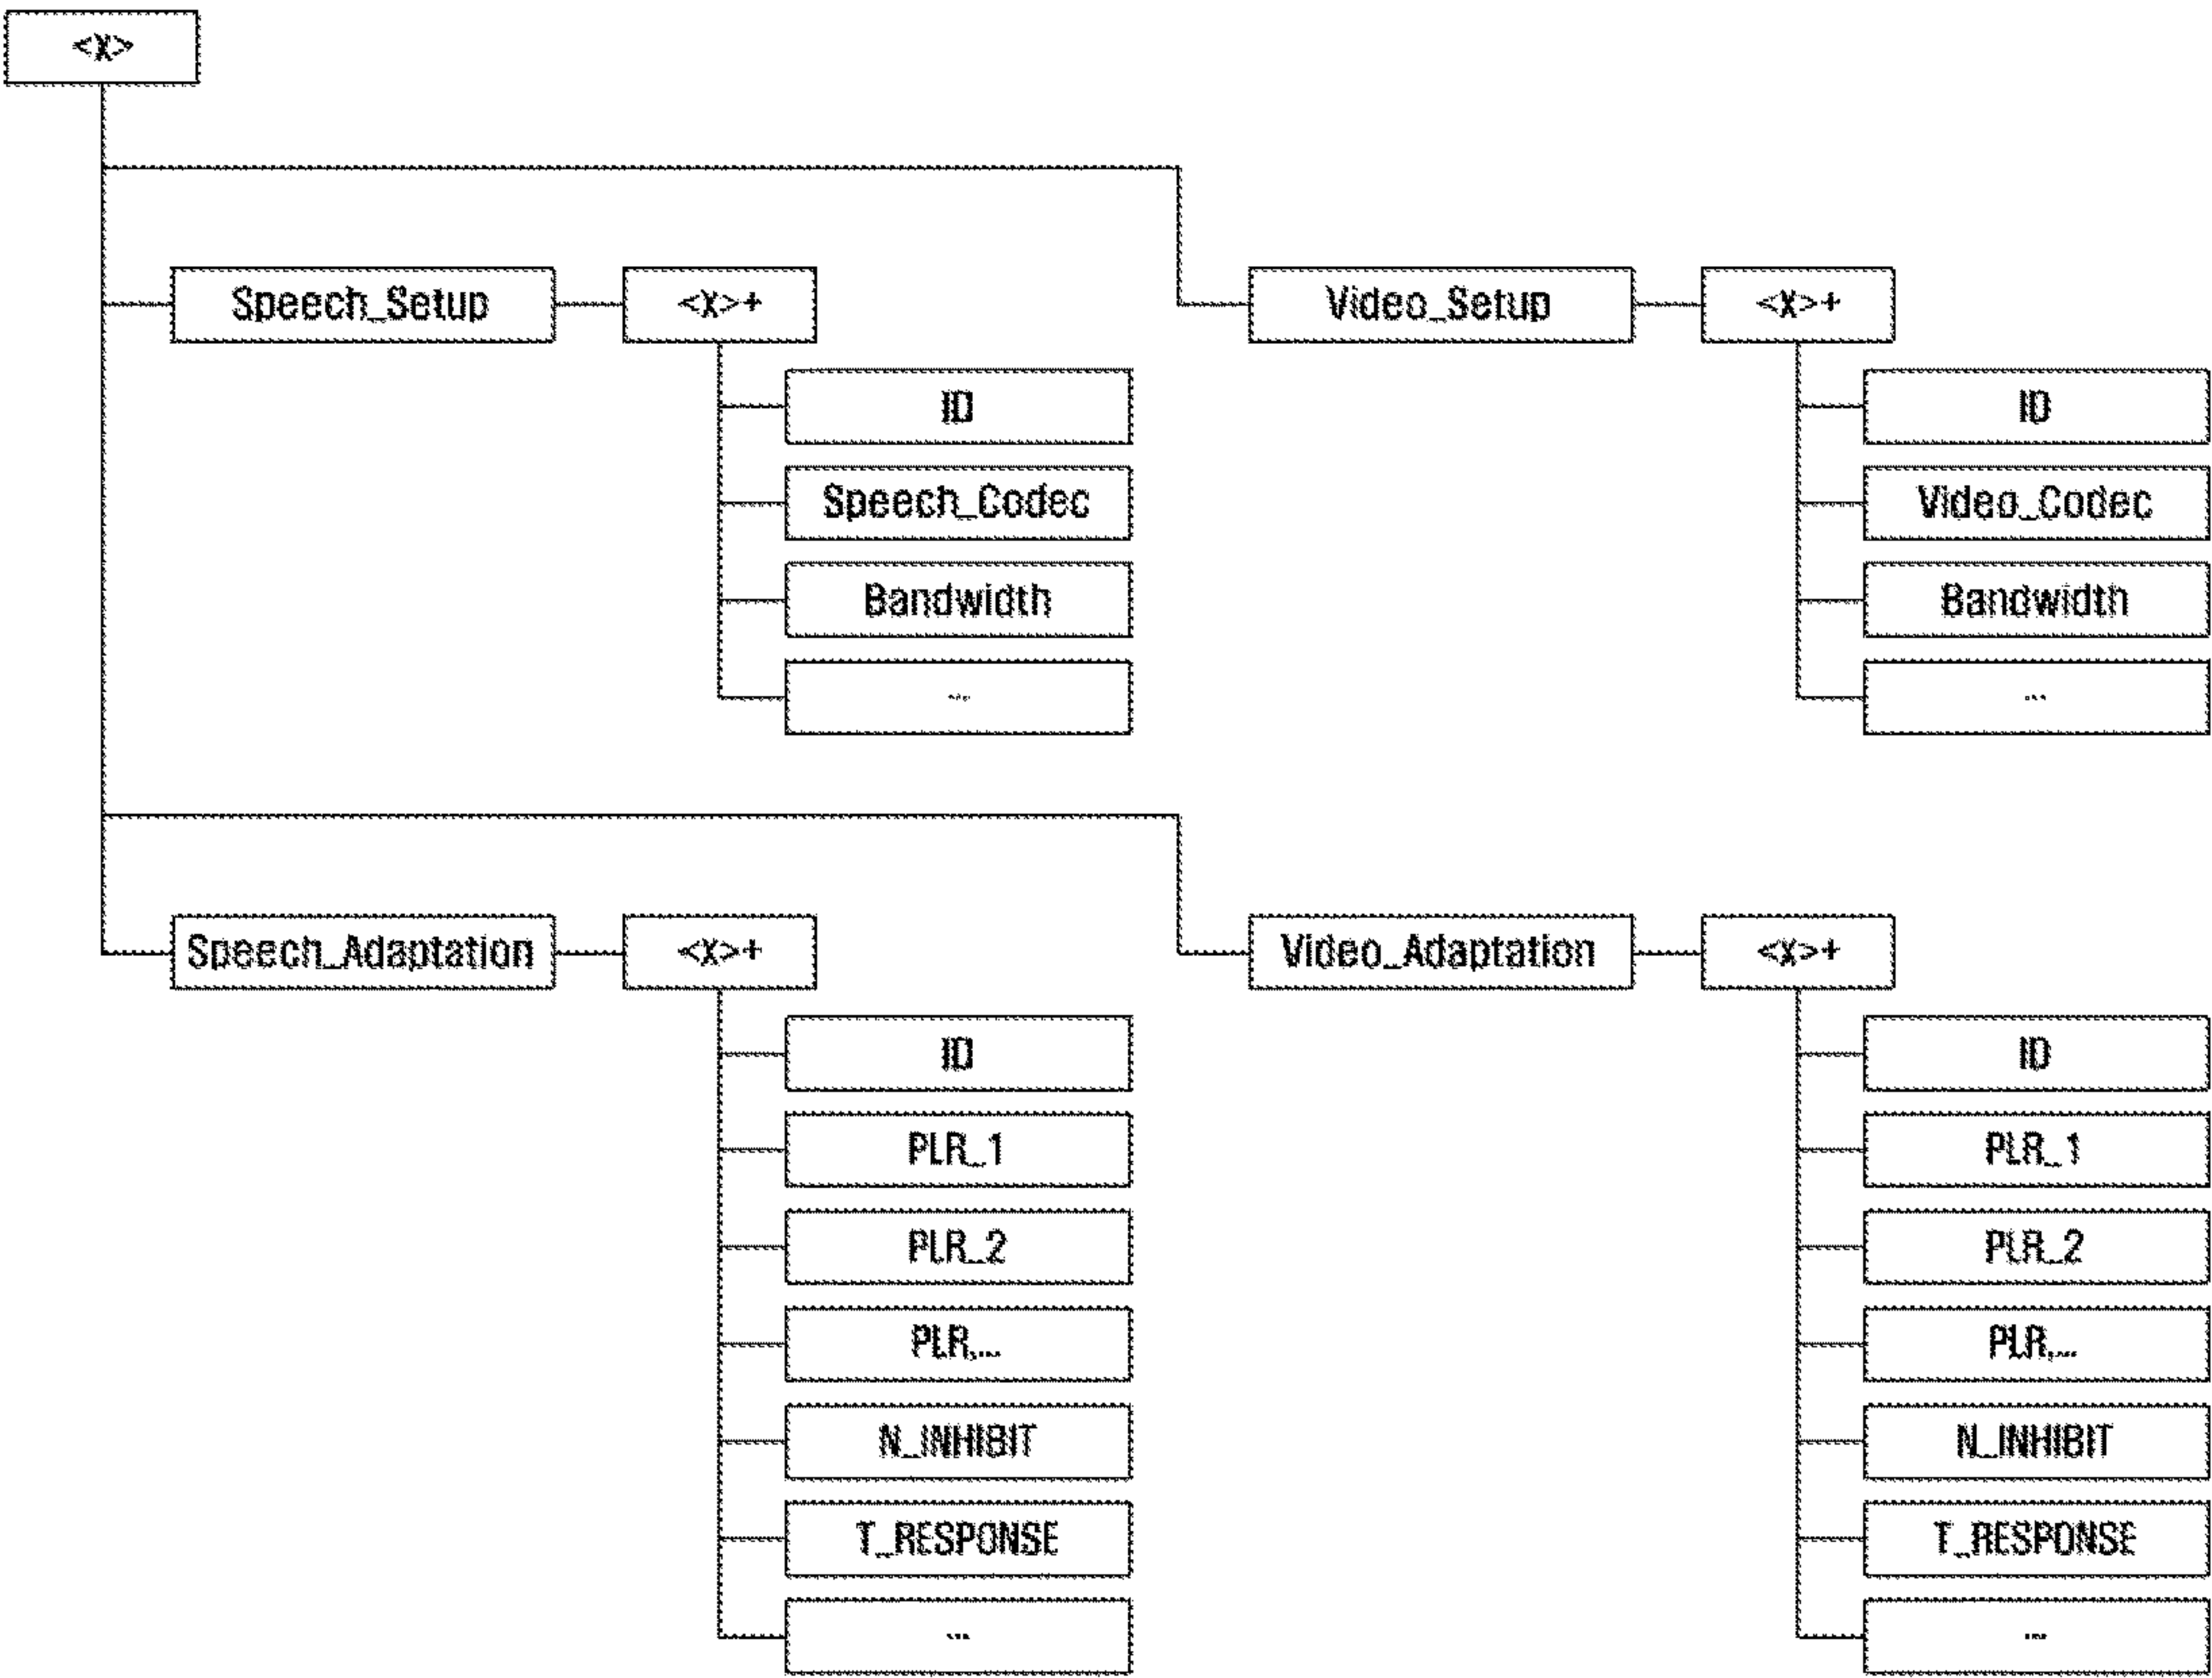 <X>
Speech_Setup
<X>+
ID
Speech_Codec
Bandwidth
...
Video_Setup
<X>+
ID
Video_Codec
Bandwidth
...
Speech_Adaptation
<X>+
ID
PLR_1
PLR_2
PLR,...
N_INHIBIT
T_RESPONSE
...
Video_Adaptation
<X>+
ID
PLR_1
PLR_2
PLR,...
N_INHIBIT
T_RESPONSE
...